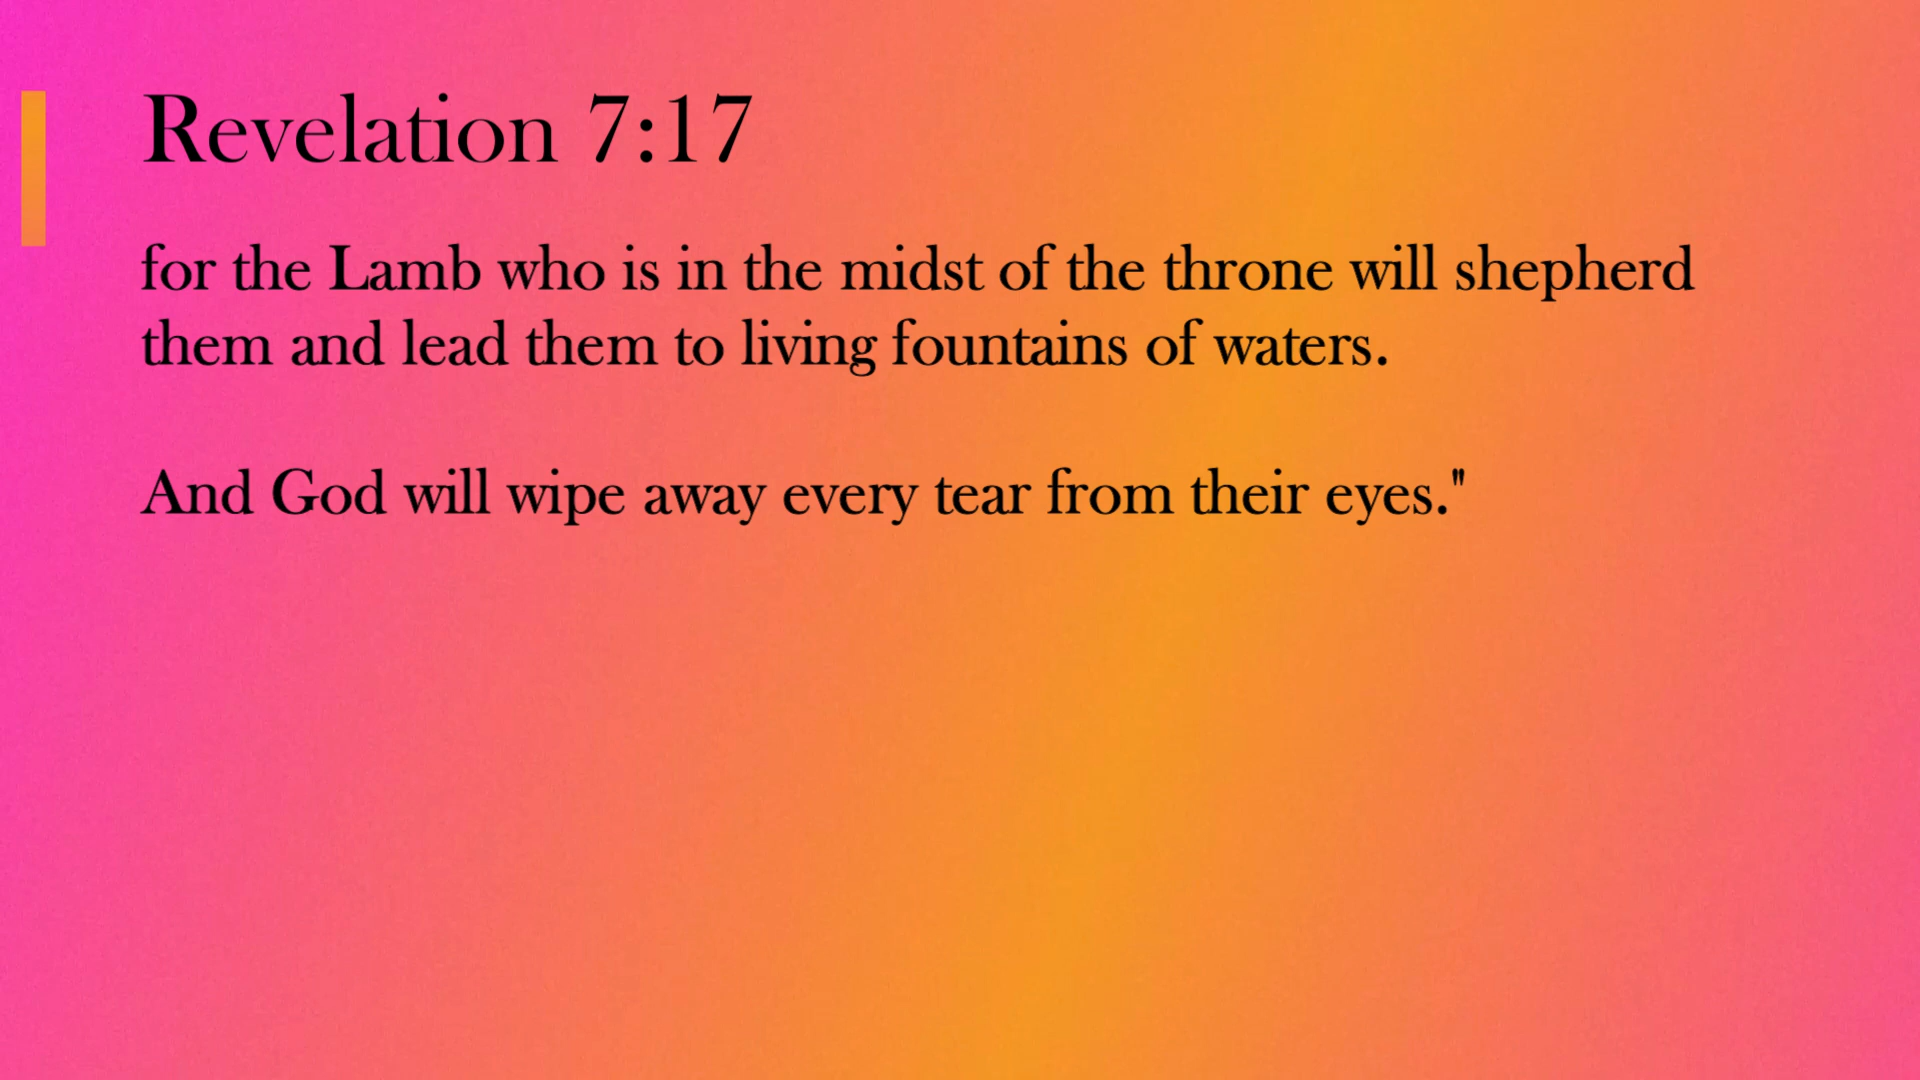 Revelation 7:17
for the Lamb who is in the midst of the throne will shepherd
them and lead them to living fountains of waters.
And God will wipe away every tear from their eyes."